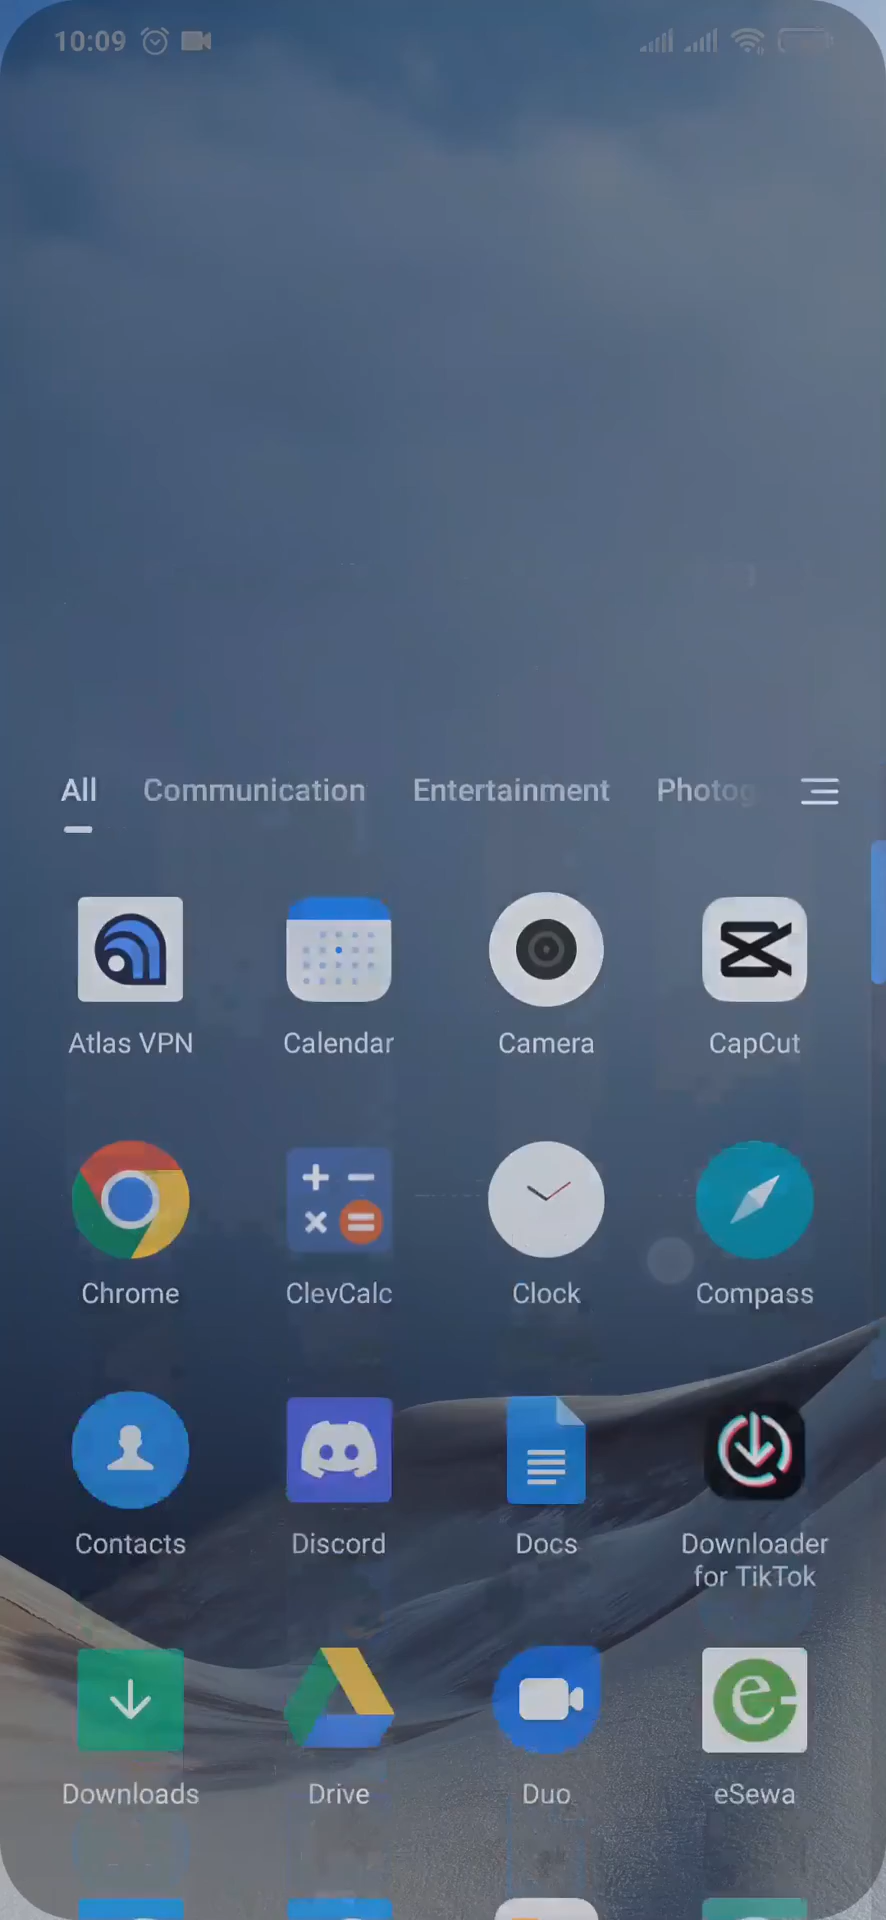 10:09
All Communication Entertainment Photog
Atlas VPN Calendar Camera CapCut
Chrome ClevCalc Clock Compass
Contacts Discord Docs Downloader
for TikTok
Downloads Drive Duo eSewa